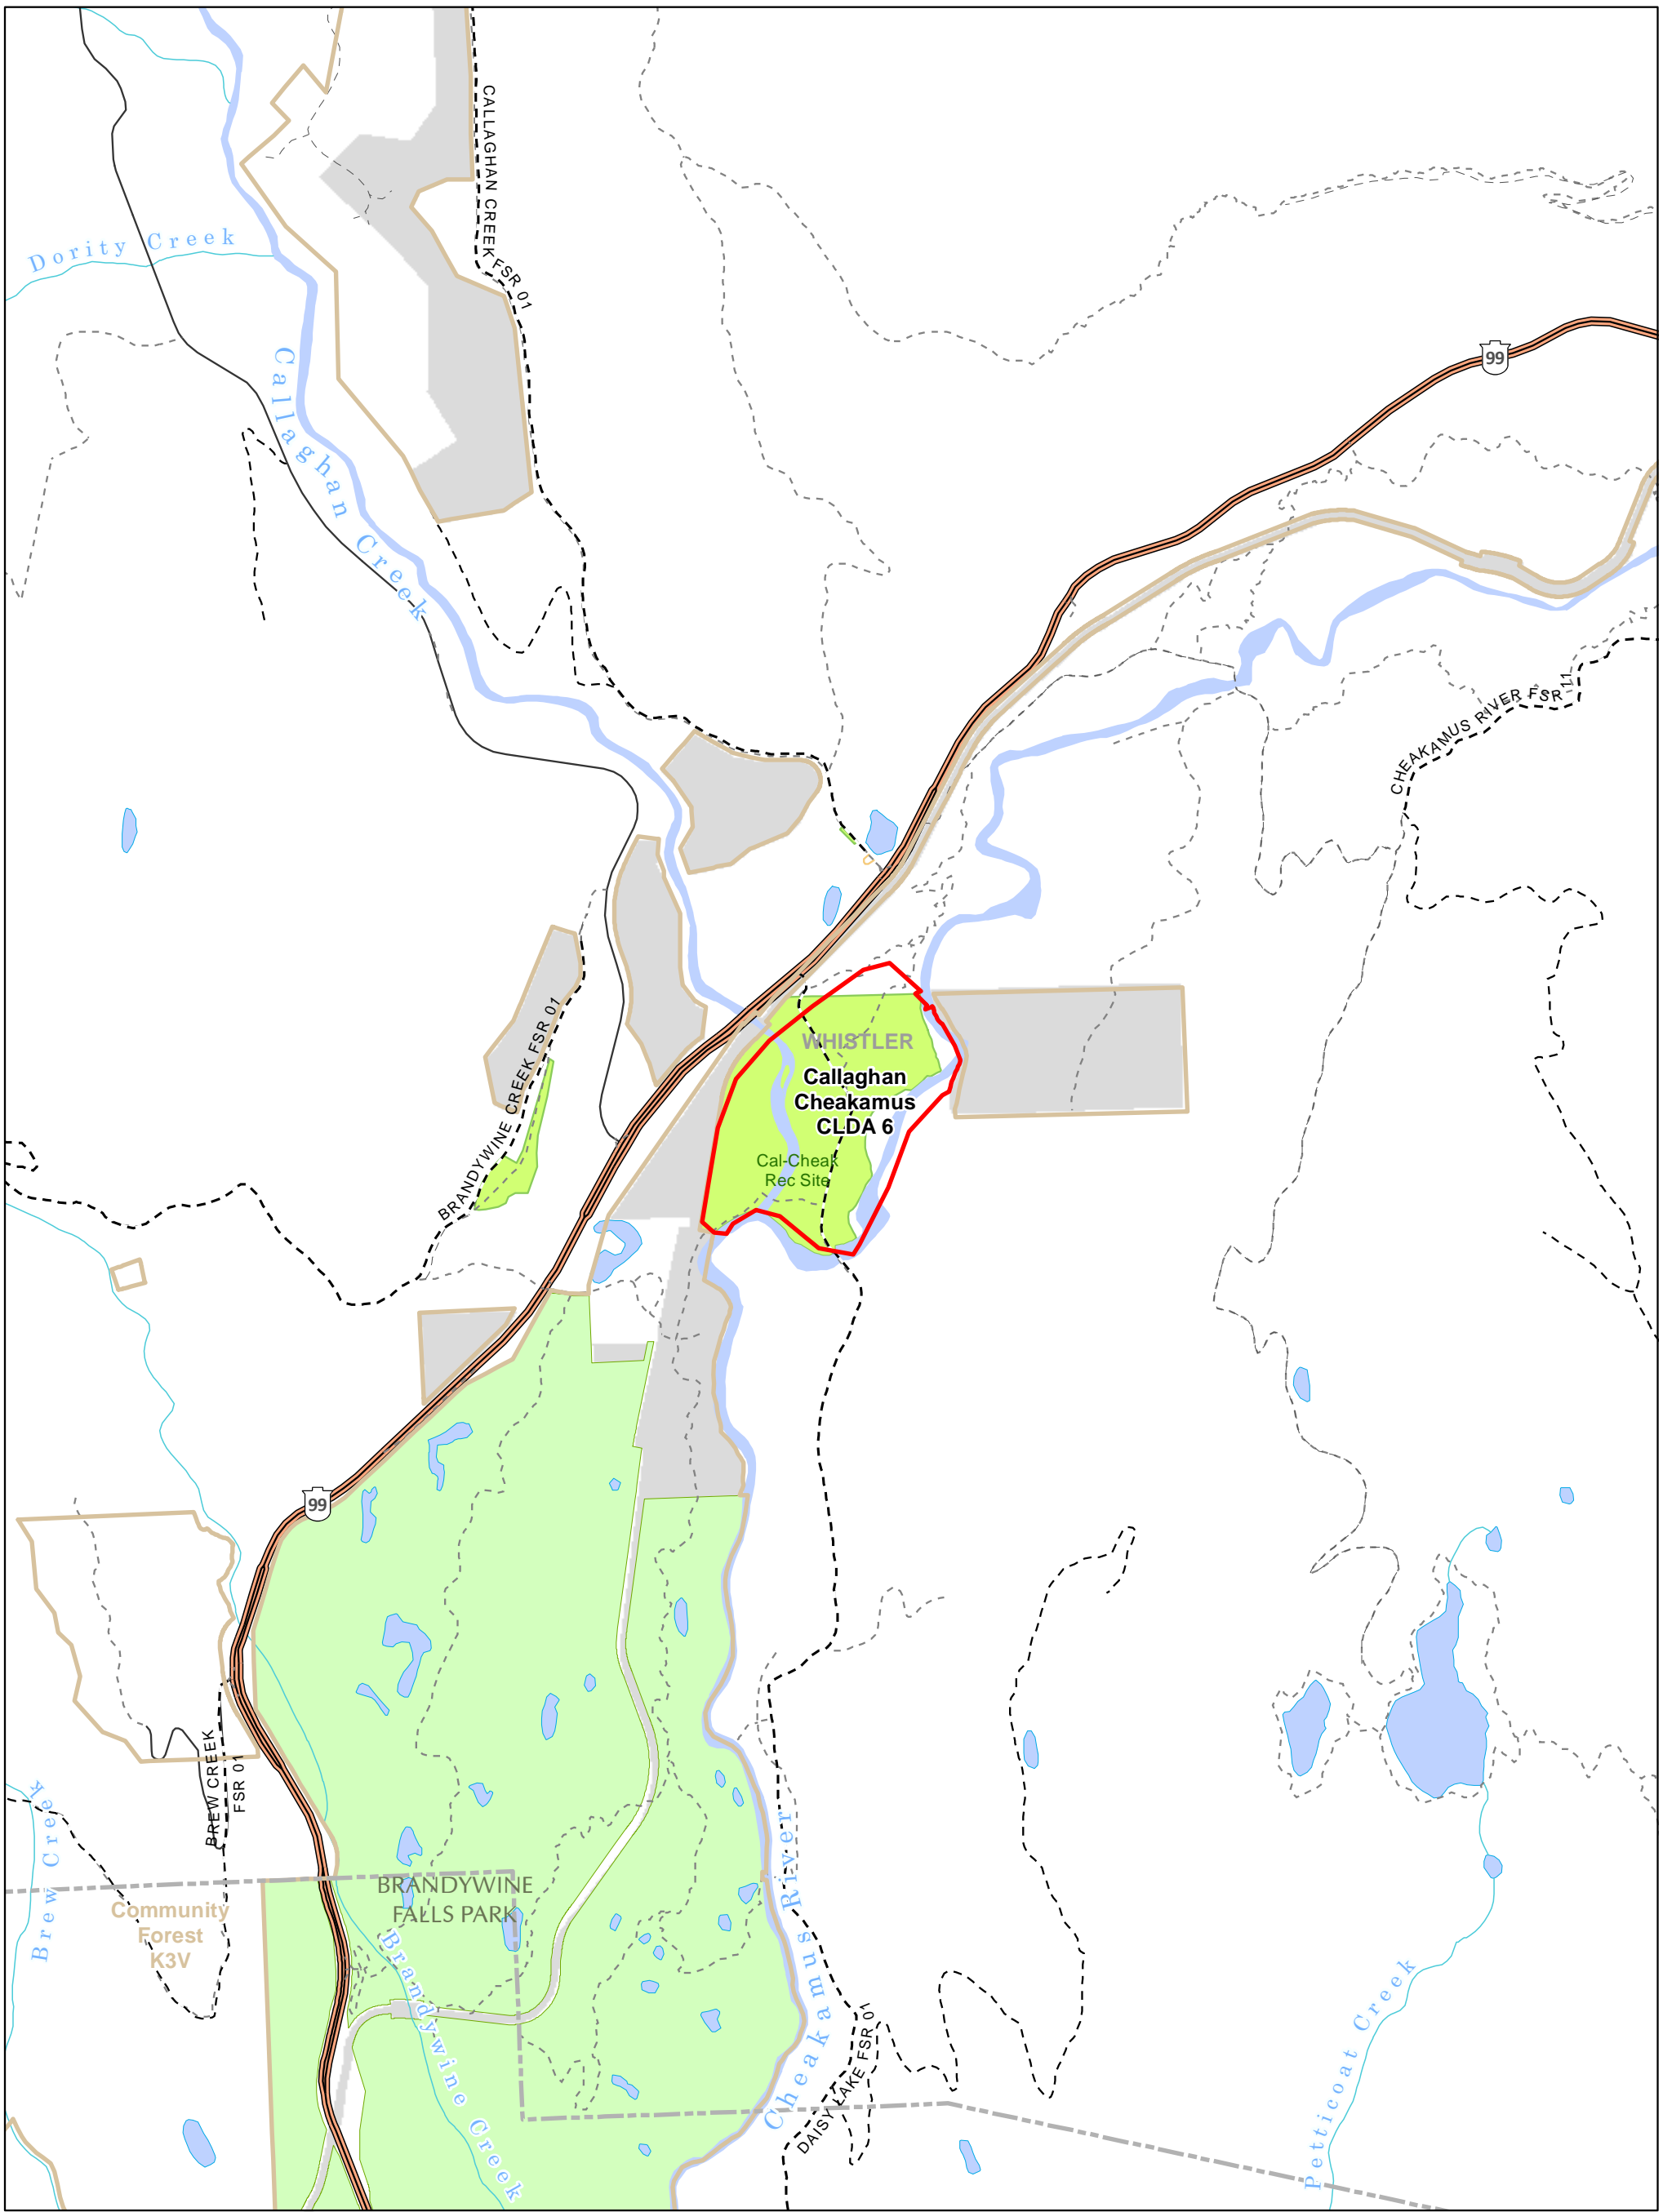 CALLAGHAN CREEK FSR 01
Dority Creek
Callaghan Creek
99
CHEAKAMUS RIVER FSR 11
BRANDYWINE CREEK FSR 01
WHISTLER
Callaghan
Cheakamus
CLDA 6
Cal-Cheak
Rec Site
99
BREW CREEK
FSR 01
Brew Creek
BRANDYWINE
FALLS PARK
Community
Forest
K3V
Brandywine Creek
Cheakamus River
DAISY LAKE FSR 01
Petticoat Creek